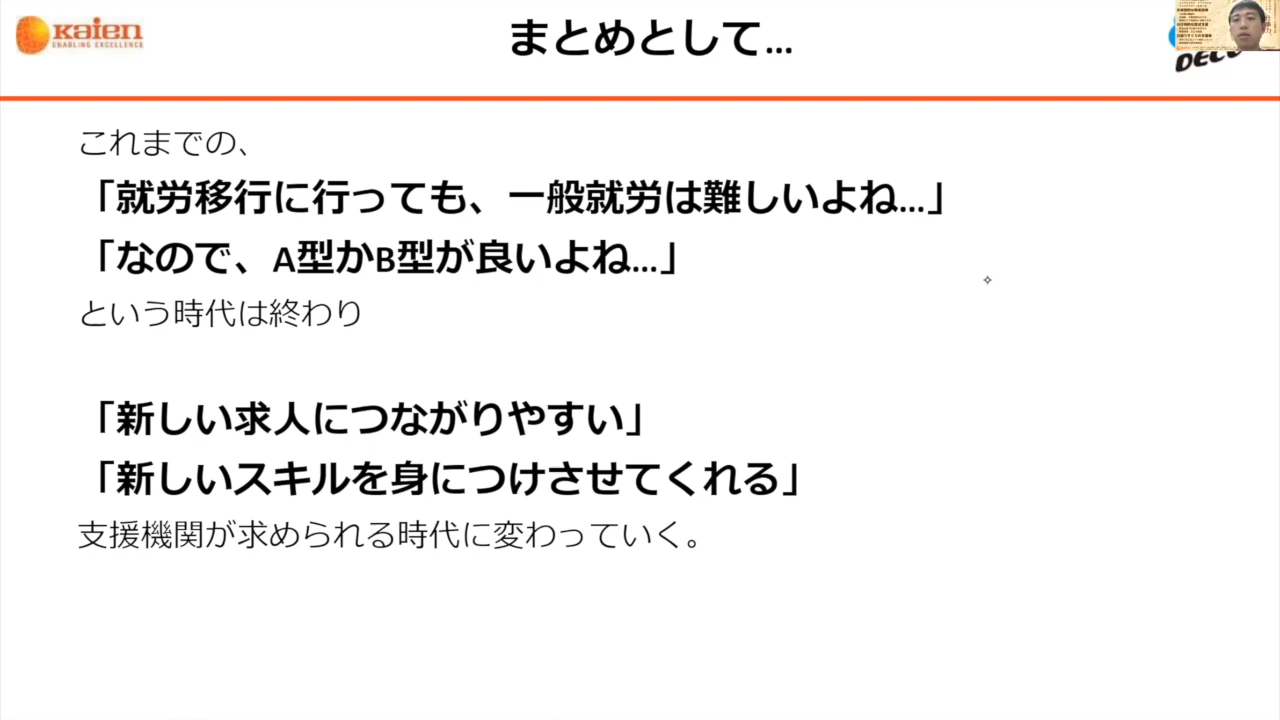 Kaien
ENABLING EXCELLENCE
まとめとして...
これまでの、
「就労移行に行っても、一般就労は難しいよね...」
「なので、A型かB型が良いよね...」
という時代は終わり
「新しい求人につながりやすい」
「新しいスキルを身につけさせてくれる」
支援機関が求められる時代に変わっていく。